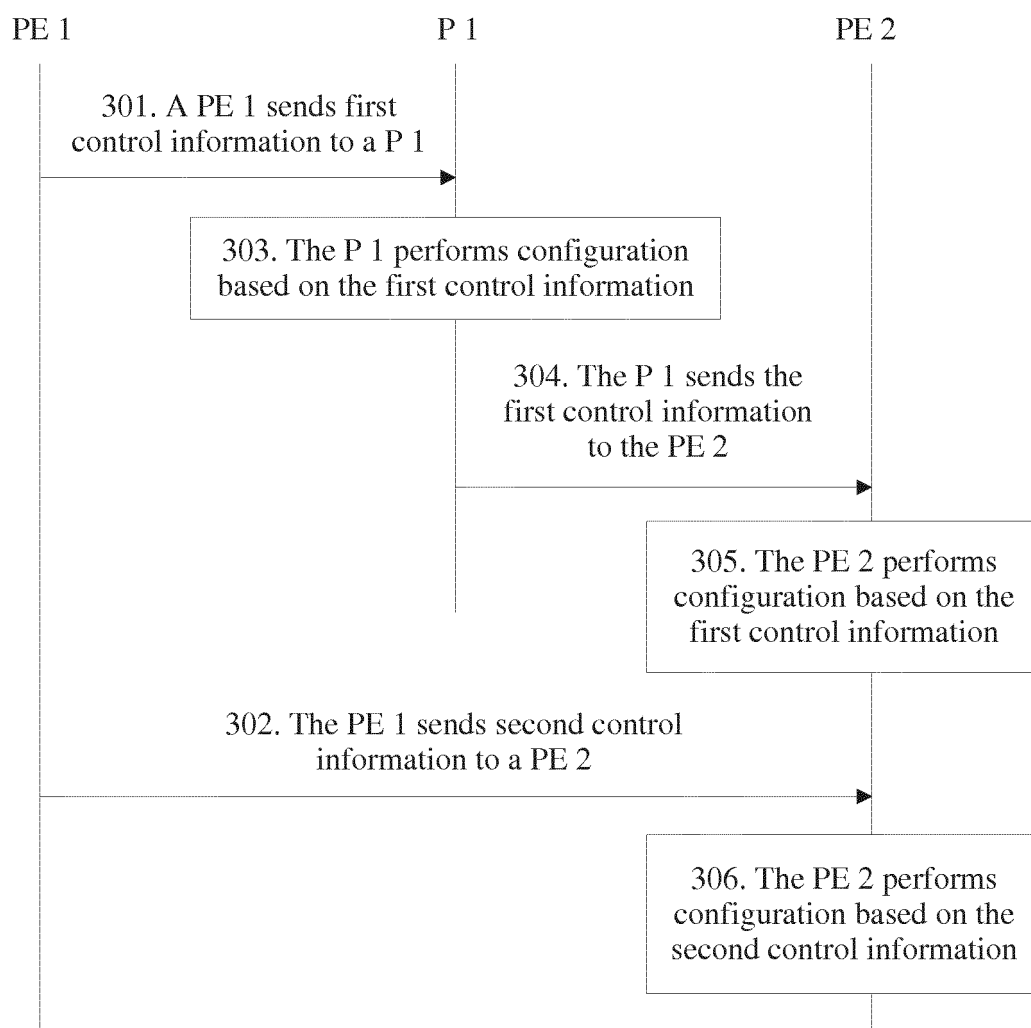 PE 1
P 1
PE 2
301. A PE 1 sends first
control information to a P 1
303. The P 1 performs configuration
based on the first control information
304. The P 1 sends the
first control information
to the PE 2
305. The PE 2 performs
configuration based on the
first control information
302. The PE 1 sends second control
information to a PE 2
306. The PE 2 performs
configuration based on the
second control information